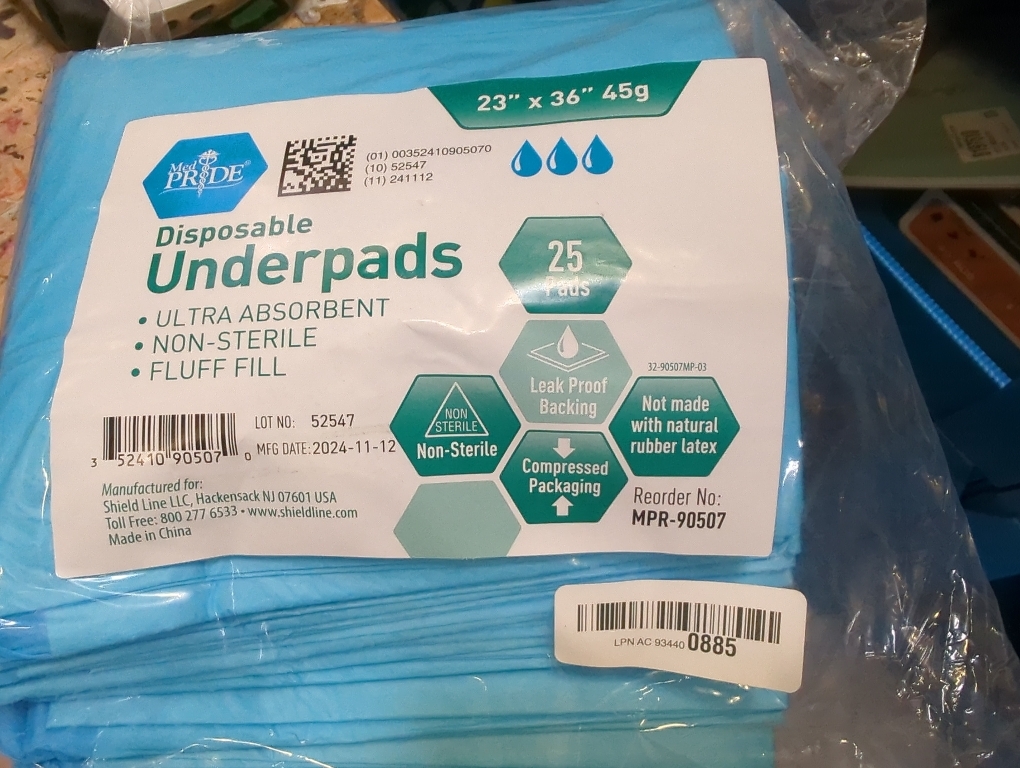 23" x 36" 45g
Med
PRIDE®
(01) 00352410905070
(10) 52547
(11) 241112
Disposable
Underpads
• ULTRA ABSORBENT
• NON-STERILE
• FLUFF FILL
25
Pads
Leak Proof
Backing
32-90507MP-03
NON
STERILE
Non-Sterile
Not made
with natural
rubber latex
Compressed
Packaging
LOT NO: 52547
MFG DATE: 2024-11-12
3 52410 90507 0
Manufactured for:
Shield Line LLC, Hackensack NJ 07601 USA
Toll Free: 800 277 6533 • www.shieldline.com
Made in China
Reorder No:
MPR-90507
LPN AC 93440 0885